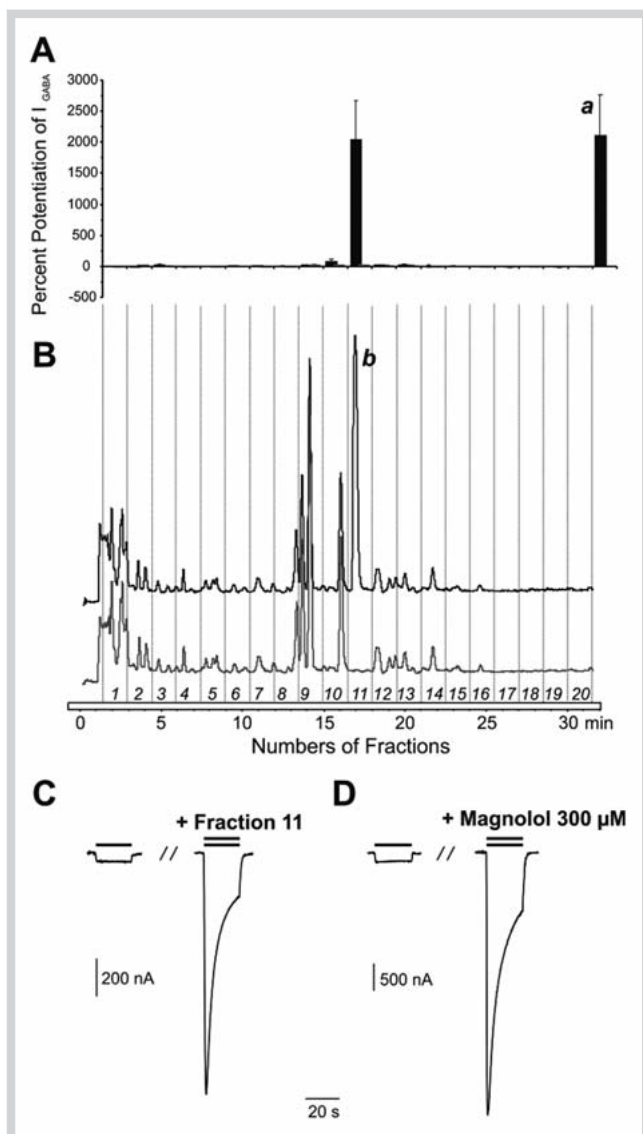 A
Percent Potentiation of I GABA
3000
2500
2000
1500
1000
500
0
-500
a
B
b
1 2 3 4 5 6 7 8 9 10 11 12 13 14 15 16 17 18 19 20
0 5 10 15 20 25 30 min
Numbers of Fractions
C
+ Fraction 11
D
+ Magnolol 300 µM
//
//
200 nA
500 nA
20 s